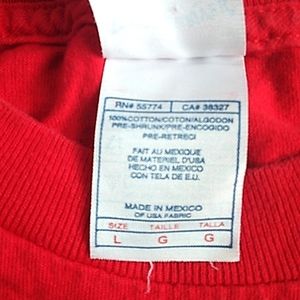 RN# 55774 CA# 38327
100%COTTON/COTON/ALGODON
PRE-SHRUNK/PRE-ENCOGIDO
PRE-RETRECI
FAIT AU MEXIQUE
DE MATERIEL D'USA
HECHO EN MEXICO
CON TELA DE E.U.
MADE IN MEXICO
OF USA FABRIC
SIZE TAILLE TALLA
L G G